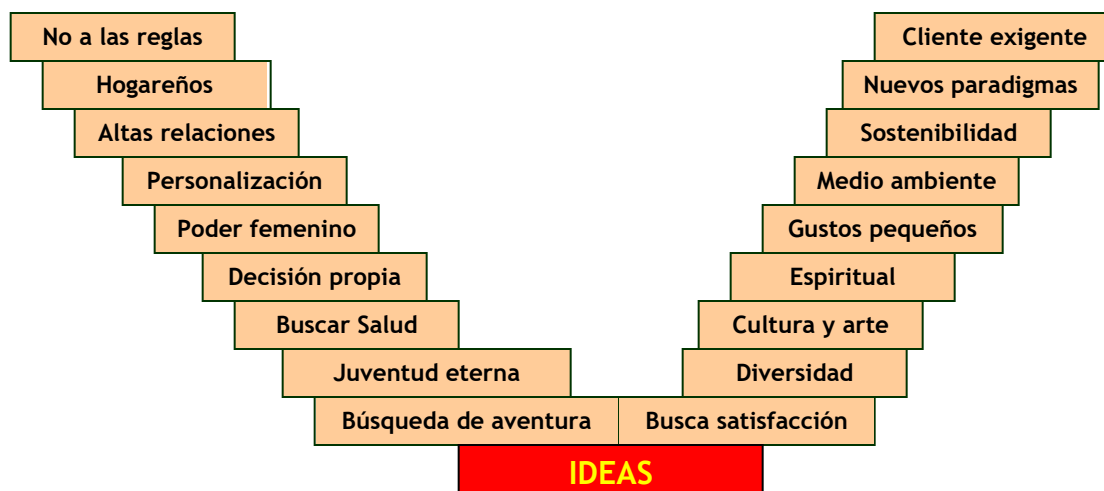 No a las reglas
Cliente exigente
Hogareños
Nuevos paradigmas
Altas relaciones
Sostenibilidad
Personalización
Medio ambiente
Poder femenino
Gustos pequeños
Decisión propia
Espiritual
Buscar Salud
Cultura y arte
Juventud eterna
Diversidad
Búsqueda de aventura
Busca satisfacción
IDEAS